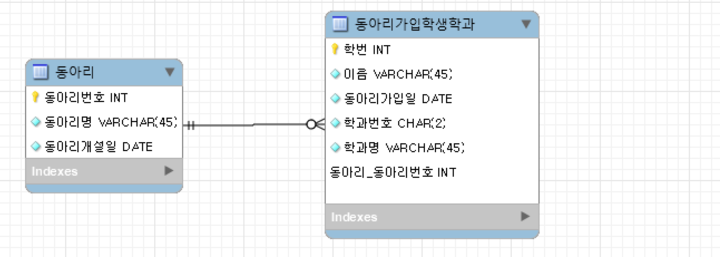 동아리
동아리번호 INT
동아리명 VARCHAR(45)
동아리개설일 DATE
Indexes
동아리가입학생학과
학번 INT
이름 VARCHAR(45)
동아리가입일 DATE
학과번호 CHAR(2)
학과명 VARCHAR(45)
동아리_동아리번호 INT
Indexes